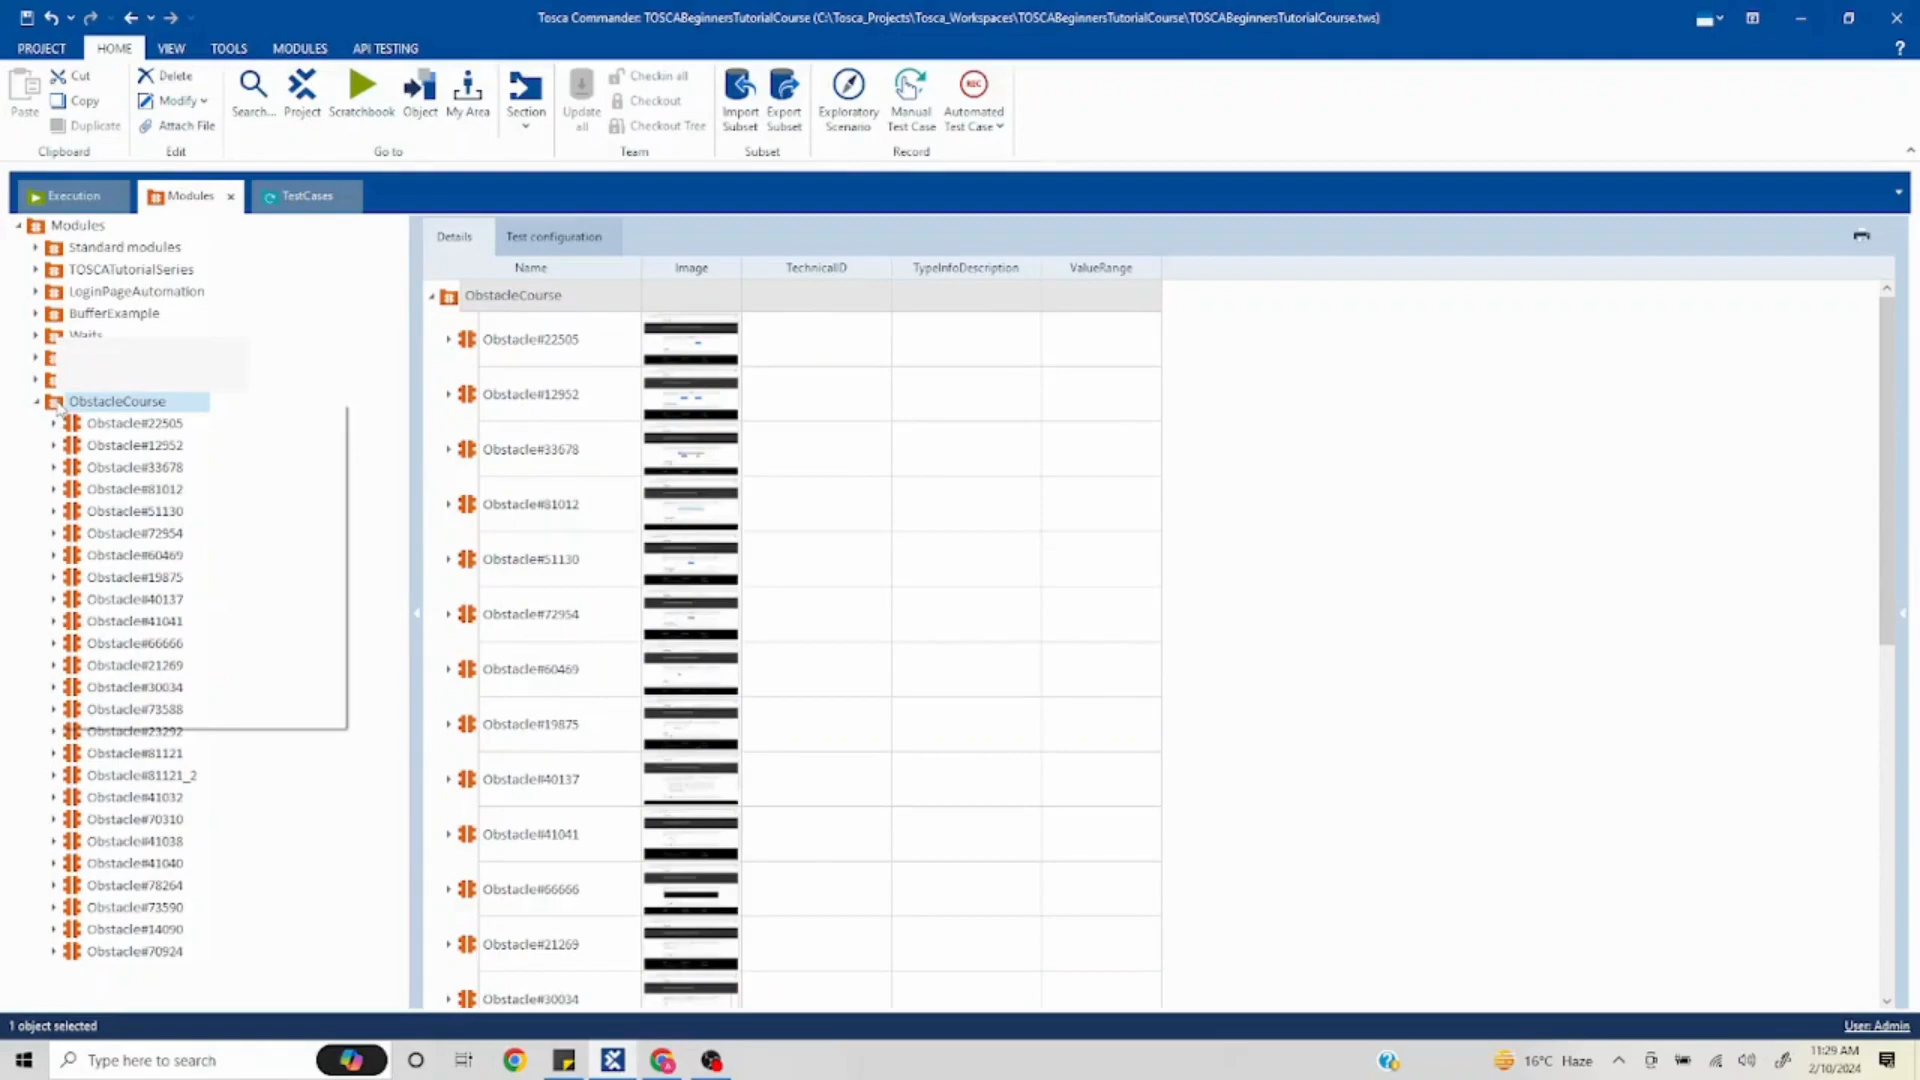 Tosca Commander: TOSCABeginnersTutorialCourse (C:\Tosca_Projects\Tosca_Workspaces\TOSCABeginnersTutorialCourse\TOSCABeginnersTutorialCourse.tws)
PROJECT HOME VIEW TOOLS MODULES API TESTING ?
Paste Cut Copy Duplicate
Clipboard
Delete Modify Attach File
Edit
Search... Project Scratchbook Object My Area
Go to
Section
Update all Checkin all Checkout Checkout Tree
Team
Import Subset Export Subset
Subset
Exploratory Scenario Manual Test Case REC Automated Test Case
Record
Execution Modules x TestCases
Modules
Standard modules
TOSCATutorialSeries
LoginPageAutomation
BufferExample
Waits
ObstacleCourse
Obstacle#22505
Obstacle#12952
Obstacle#33678
Obstacle#81012
Obstacle#51130
Obstacle#72954
Obstacle#60469
Obstacle#19875
Obstacle#40137
Obstacle#41041
Obstacle#66666
Obstacle#21269
Obstacle#30034
Obstacle#73588
Obstacle#23292
Obstacle#81121
Obstacle#81121_2
Obstacle#41032
Obstacle#70310
Obstacle#41038
Obstacle#41040
Obstacle#78264
Obstacle#73590
Obstacle#14090
Obstacle#70924
Details Test configuration
Name Image TechnicalID TypeInfoDescription ValueRange
ObstacleCourse
Obstacle#22505
Obstacle#12952
Obstacle#33678
Obstacle#81012
Obstacle#51130
Obstacle#72954
Obstacle#60469
Obstacle#19875
Obstacle#40137
Obstacle#41041
Obstacle#66666
Obstacle#21269
Obstacle#30034
1 object selected User: Admin
Type here to search 16°C Haze 11:29 AM
2/10/2024